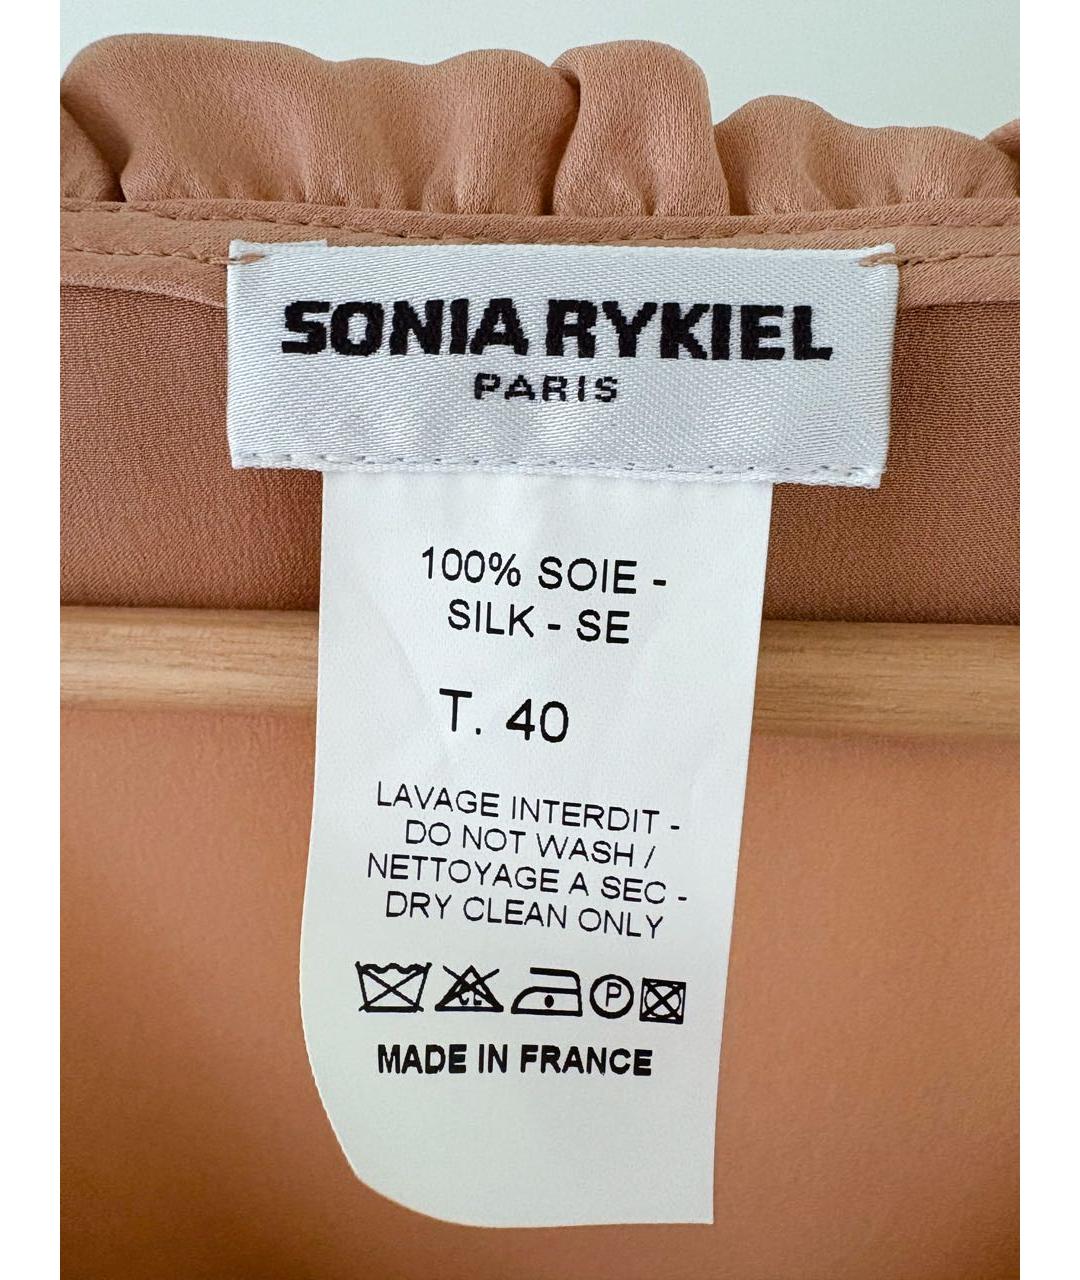 SONIA RYKIEL
PARIS
100% SOIE -
SILK - SE
T. 40
LAVAGE INTERDIT -
DO NOT WASH /
NETTOYAGE A SEC -
DRY CLEAN ONLY
CL P
MADE IN FRANCE